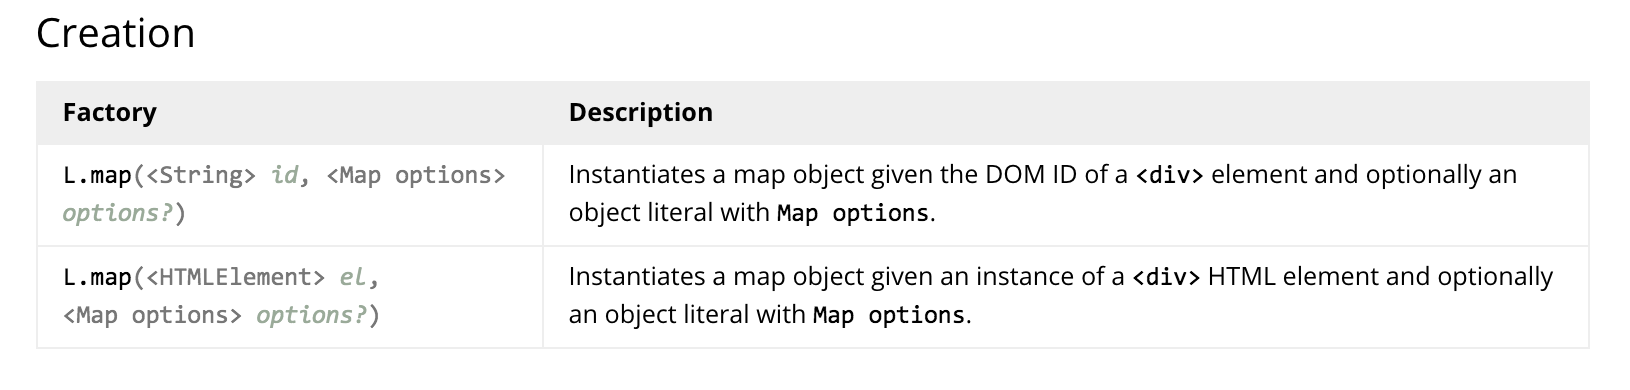 Creation
Factory Description
L.map(<String> id, <Map options> Instantiates a map object given the DOM ID of a <div> element and optionally an
options?) object literal with Map options.
L.map(<HTMLElement> el, Instantiates a map object given an instance of a <div> HTML element and optionally
<Map options> options?) an object literal with Map options.